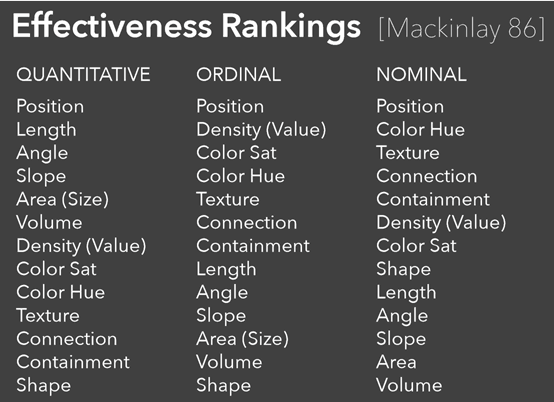 Effectiveness Rankings [Mackinlay 86]
QUANTITATIVE ORDINAL NOMINAL
Position Position Position
Length Density (Value) Color Hue
Angle Color Sat Texture
Slope Color Hue Connection
Area (Size) Texture Containment
Volume Connection Density (Value)
Density (Value) Containment Color Sat
Color Sat Length Shape
Color Hue Angle Length
Texture Slope Angle
Connection Area (Size) Slope
Containment Volume Area
Shape Shape Volume